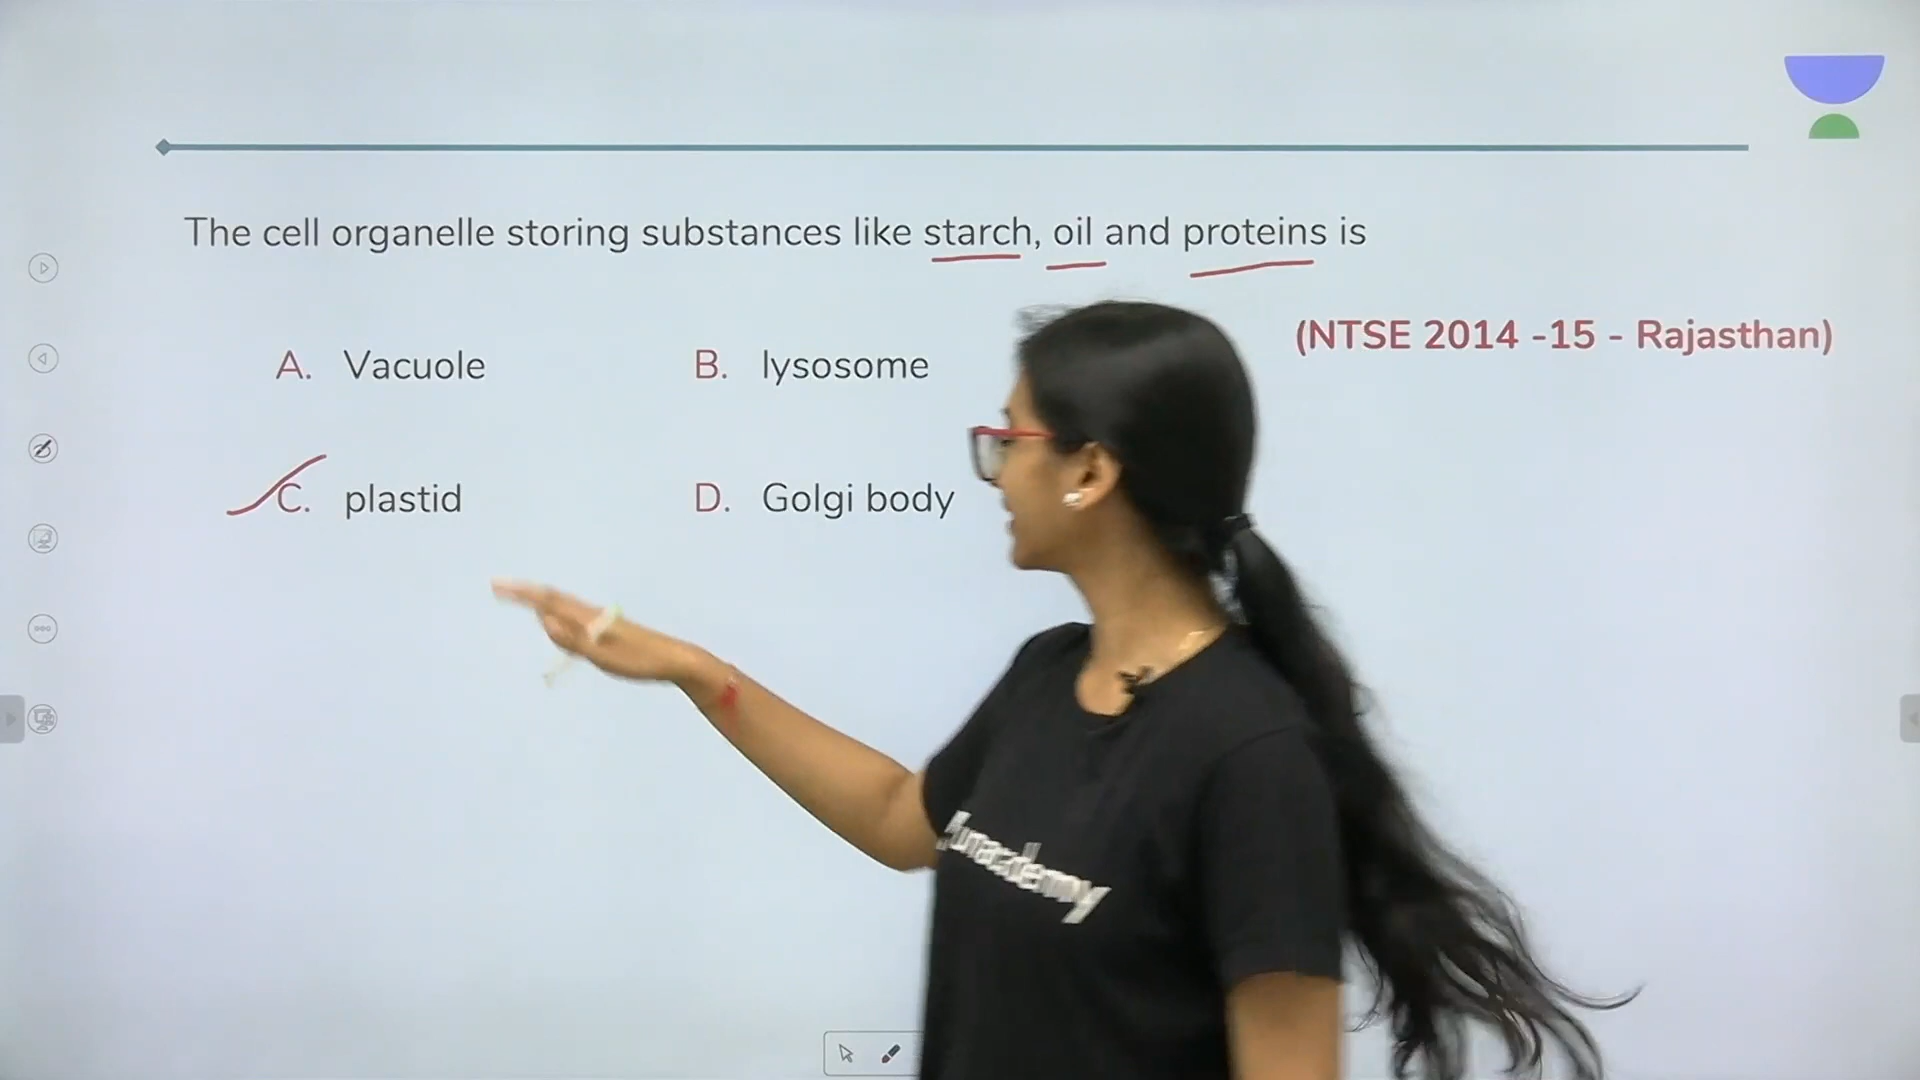 The cell organelle storing substances like starch, oil and proteins is
(NTSE 2014 -15 - Rajasthan)
A. Vacuole
B. lysosome
C. plastid
D. Golgi body
unacademy